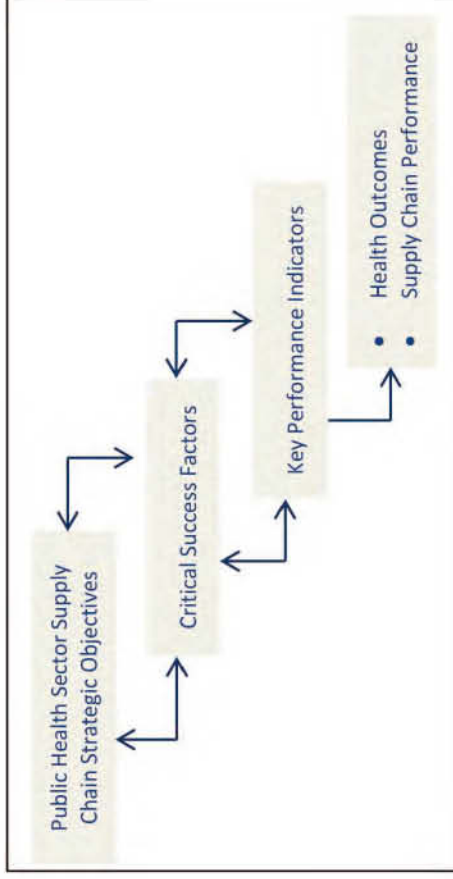 Public Health Sector Supply
Chain Strategic Objectives
Critical Success Factors
Key Performance Indicators
• Health Outcomes
• Supply Chain Performance